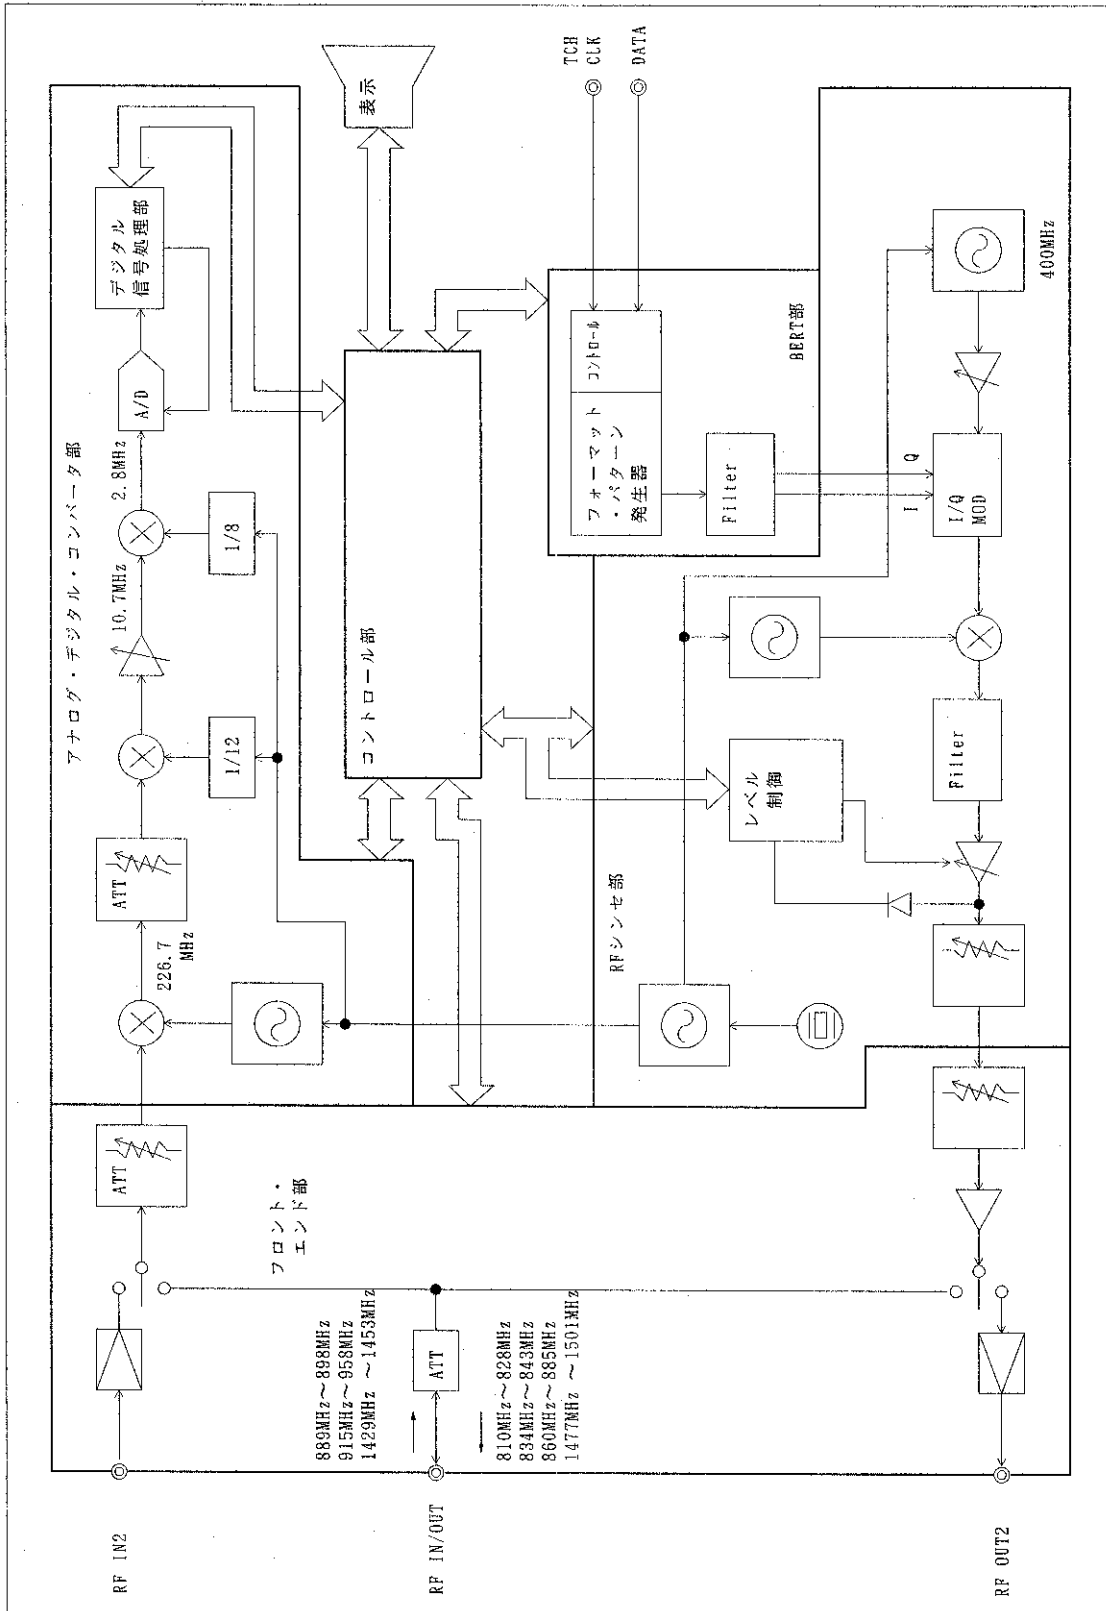 RF IN2
RF IN/OUT
RF OUT2
フロント・
エンド部
ATT
ATT
889MHz～898MHz
915MHz～958MHz
1429MHz ～1453MHz
810MHz～828MHz
834MHz～843MHz
860MHz～885MHz
1477MHz ～1501MHz
アナログ・デジタル・コンバータ部
226.7
MHz
ATT
1/12
10.7MHz
1/8
2.8MHz
A/D
デジタル
信号処理部
コントロール部
表示
TCH
CLK
DATA
フォーマット
・パターン
発生器
コントロール
Filter
BERT部
I
Q
I/Q
MOD
400MHz
RFシンセ部
レベル
制御
Filter